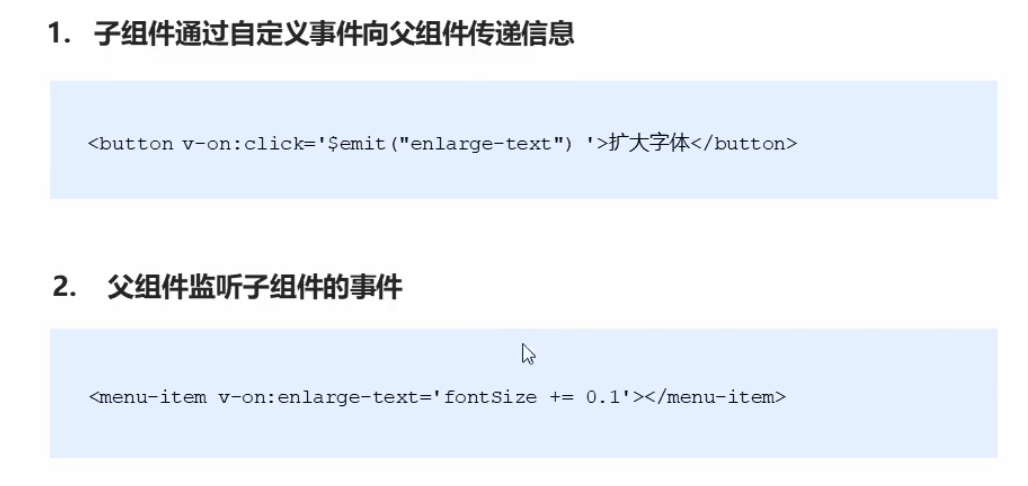 1. 子组件通过自定义事件向父组件传递信息
<button v-on:click='$emit("enlarge-text") '>扩大字体</button>
2. 父组件监听子组件的事件
<menu-item v-on:enlarge-text='fontSize += 0.1'></menu-item>